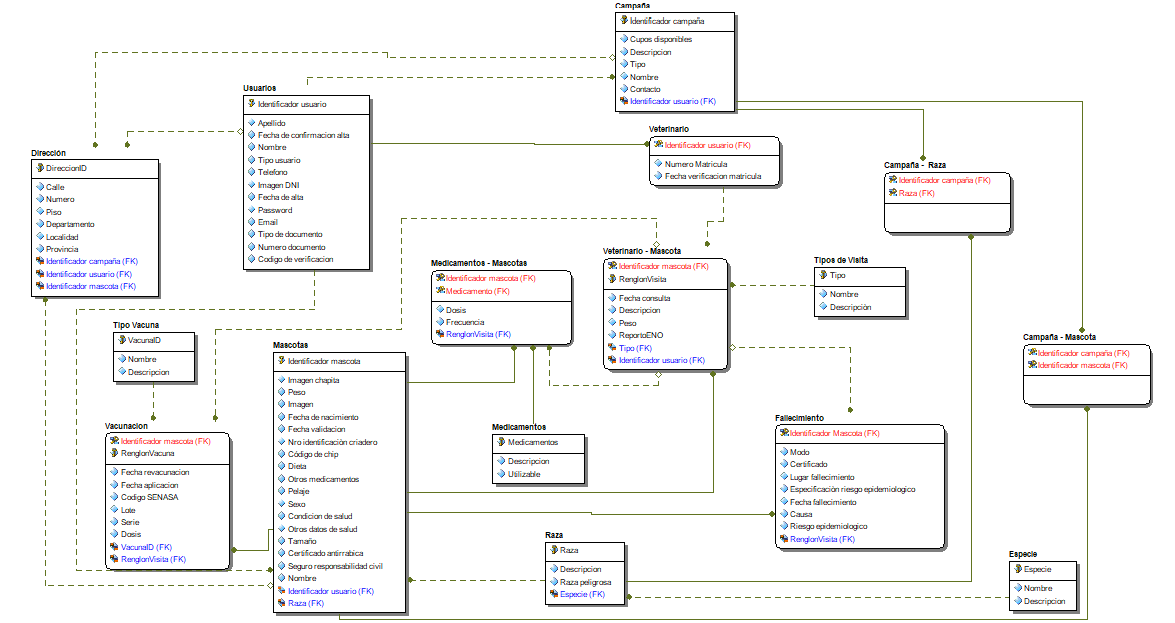 Campaña
Identificador campaña
Cupos disponibles
Descripcion
Tipo
Nombre
Contacto
Identificador usuario (FK)
Usuarios
Identificador usuario
Apellido
Fecha de confirmacion alta
Nombre
Tipo usuario
Telefono
Imagen DNI
Fecha de alta
Password
Email
Tipo de documento
Numero documento
Codigo de verificacion
Veterinario
Identificador usuario (FK)
Numero Matricula
Fecha verificacion matricula
Dirección
DireccionID
Calle
Numero
Piso
Departamento
Localidad
Provincia
Identificador campaña (FK)
Identificador usuario (FK)
Identificador mascota (FK)
Campaña - Raza
Identificador campaña (FK)
Raza (FK)
Veterinario - Mascota
Identificador mascota (FK)
RenglonVisita
Fecha consulta
Descripcion
Peso
ReportoENO
Tipo (FK)
Identificador usuario (FK)
Medicamentos - Mascotas
Identificador mascota (FK)
Medicamento (FK)
Dosis
Frecuencia
RenglonVisita (FK)
Tipos de Visita
Tipo
Nombre
Descripción
Tipo Vacuna
VacunaID
Nombre
Descripcion
Campaña - Mascota
Identificador campaña (FK)
Identificador mascota (FK)
Mascotas
Identificador mascota
Imagen chapita
Peso
Imagen
Fecha de nacimiento
Fecha validacion
Nro identificación criadero
Código de chip
Dieta
Otros medicamentos
Pelaje
Sexo
Condicion de salud
Otros datos de salud
Tamaño
Certificado antirrabica
Seguro responsabilidad civil
Nombre
Identificador usuario (FK)
Raza (FK)
Vacunacion
Identificador mascota (FK)
RenglonVacuna
Fecha revacunacion
Fecha aplicacion
Codigo SENASA
Lote
Serie
Dosis
VacunaID (FK)
RenglonVisita (FK)
Medicamentos
Medicamentos
Descripcion
Utilizable
Fallecimiento
Identificador Mascota (FK)
Modo
Certificado
Lugar fallecimiento
Especificación riesgo epidemiologico
Fecha fallecimiento
Causa
Riesgo epidemiologico
RenglonVisita (FK)
Raza
Raza
Descripcion
Raza peligrosa
Especie (FK)
Especie
Especie
Nombre
Descripcion